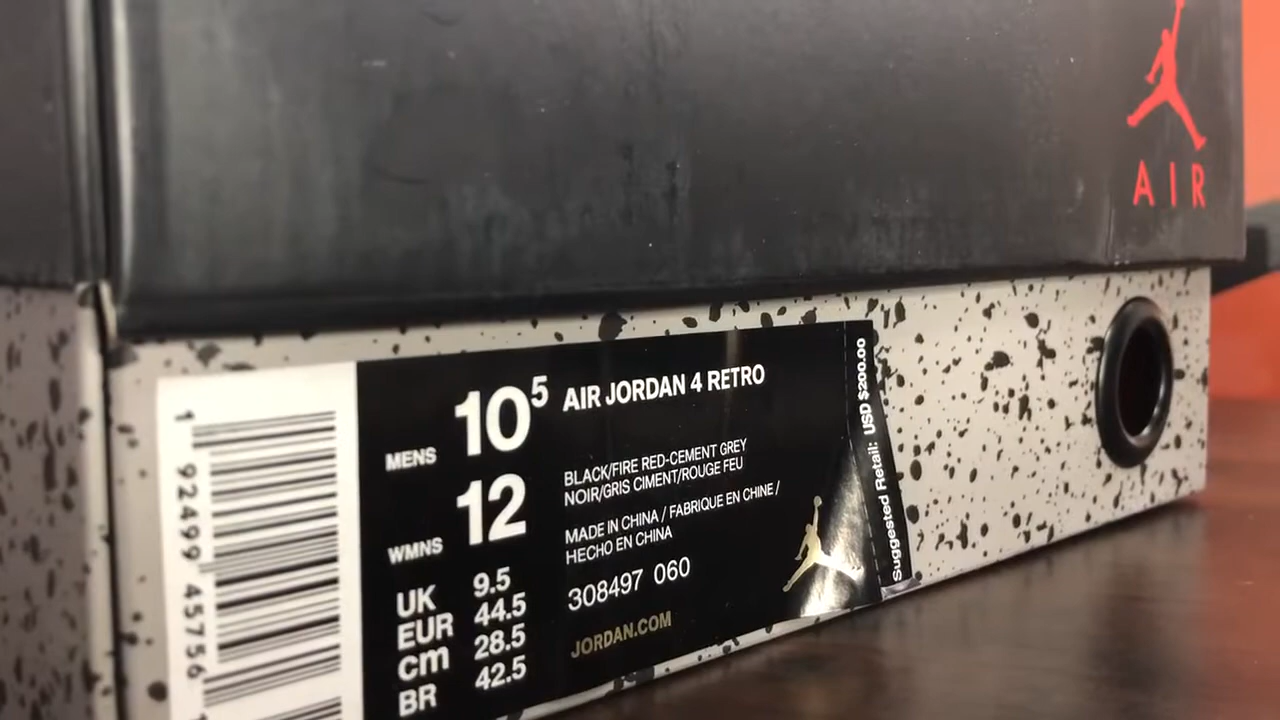 AIR
10⁵ AIR JORDAN 4 RETRO
MENS
12
WMNS
BLACK/FIRE RED-CEMENT GREY
NOIR/GRIS CIMENT/ROUGE FEU
MADE IN CHINA / FABRIQUE EN CHINE /
HECHO EN CHINA
308497 060
JORDAN.COM
UK 9.5
EUR 44.5
cm 28.5
BR 42.5
Suggested Retail: USD $200.00
1 92499 45756